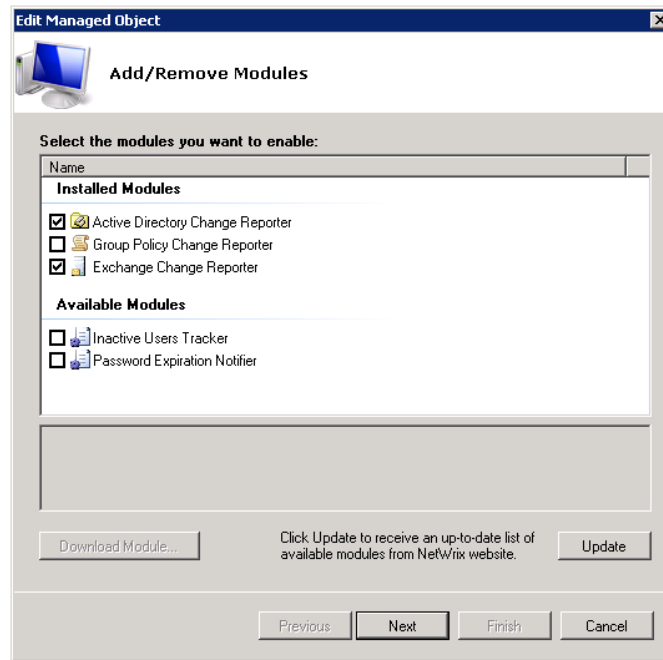 Edit Managed Object
Add/Remove Modules
Select the modules you want to enable:
Name
Installed Modules
Active Directory Change Reporter
Group Policy Change Reporter
Exchange Change Reporter
Available Modules
Inactive Users Tracker
Password Expiration Notifier
Download Module...
Click Update to receive an up-to-date list of
available modules from NetWrix website.
Update
Previous
Next
Finish
Cancel